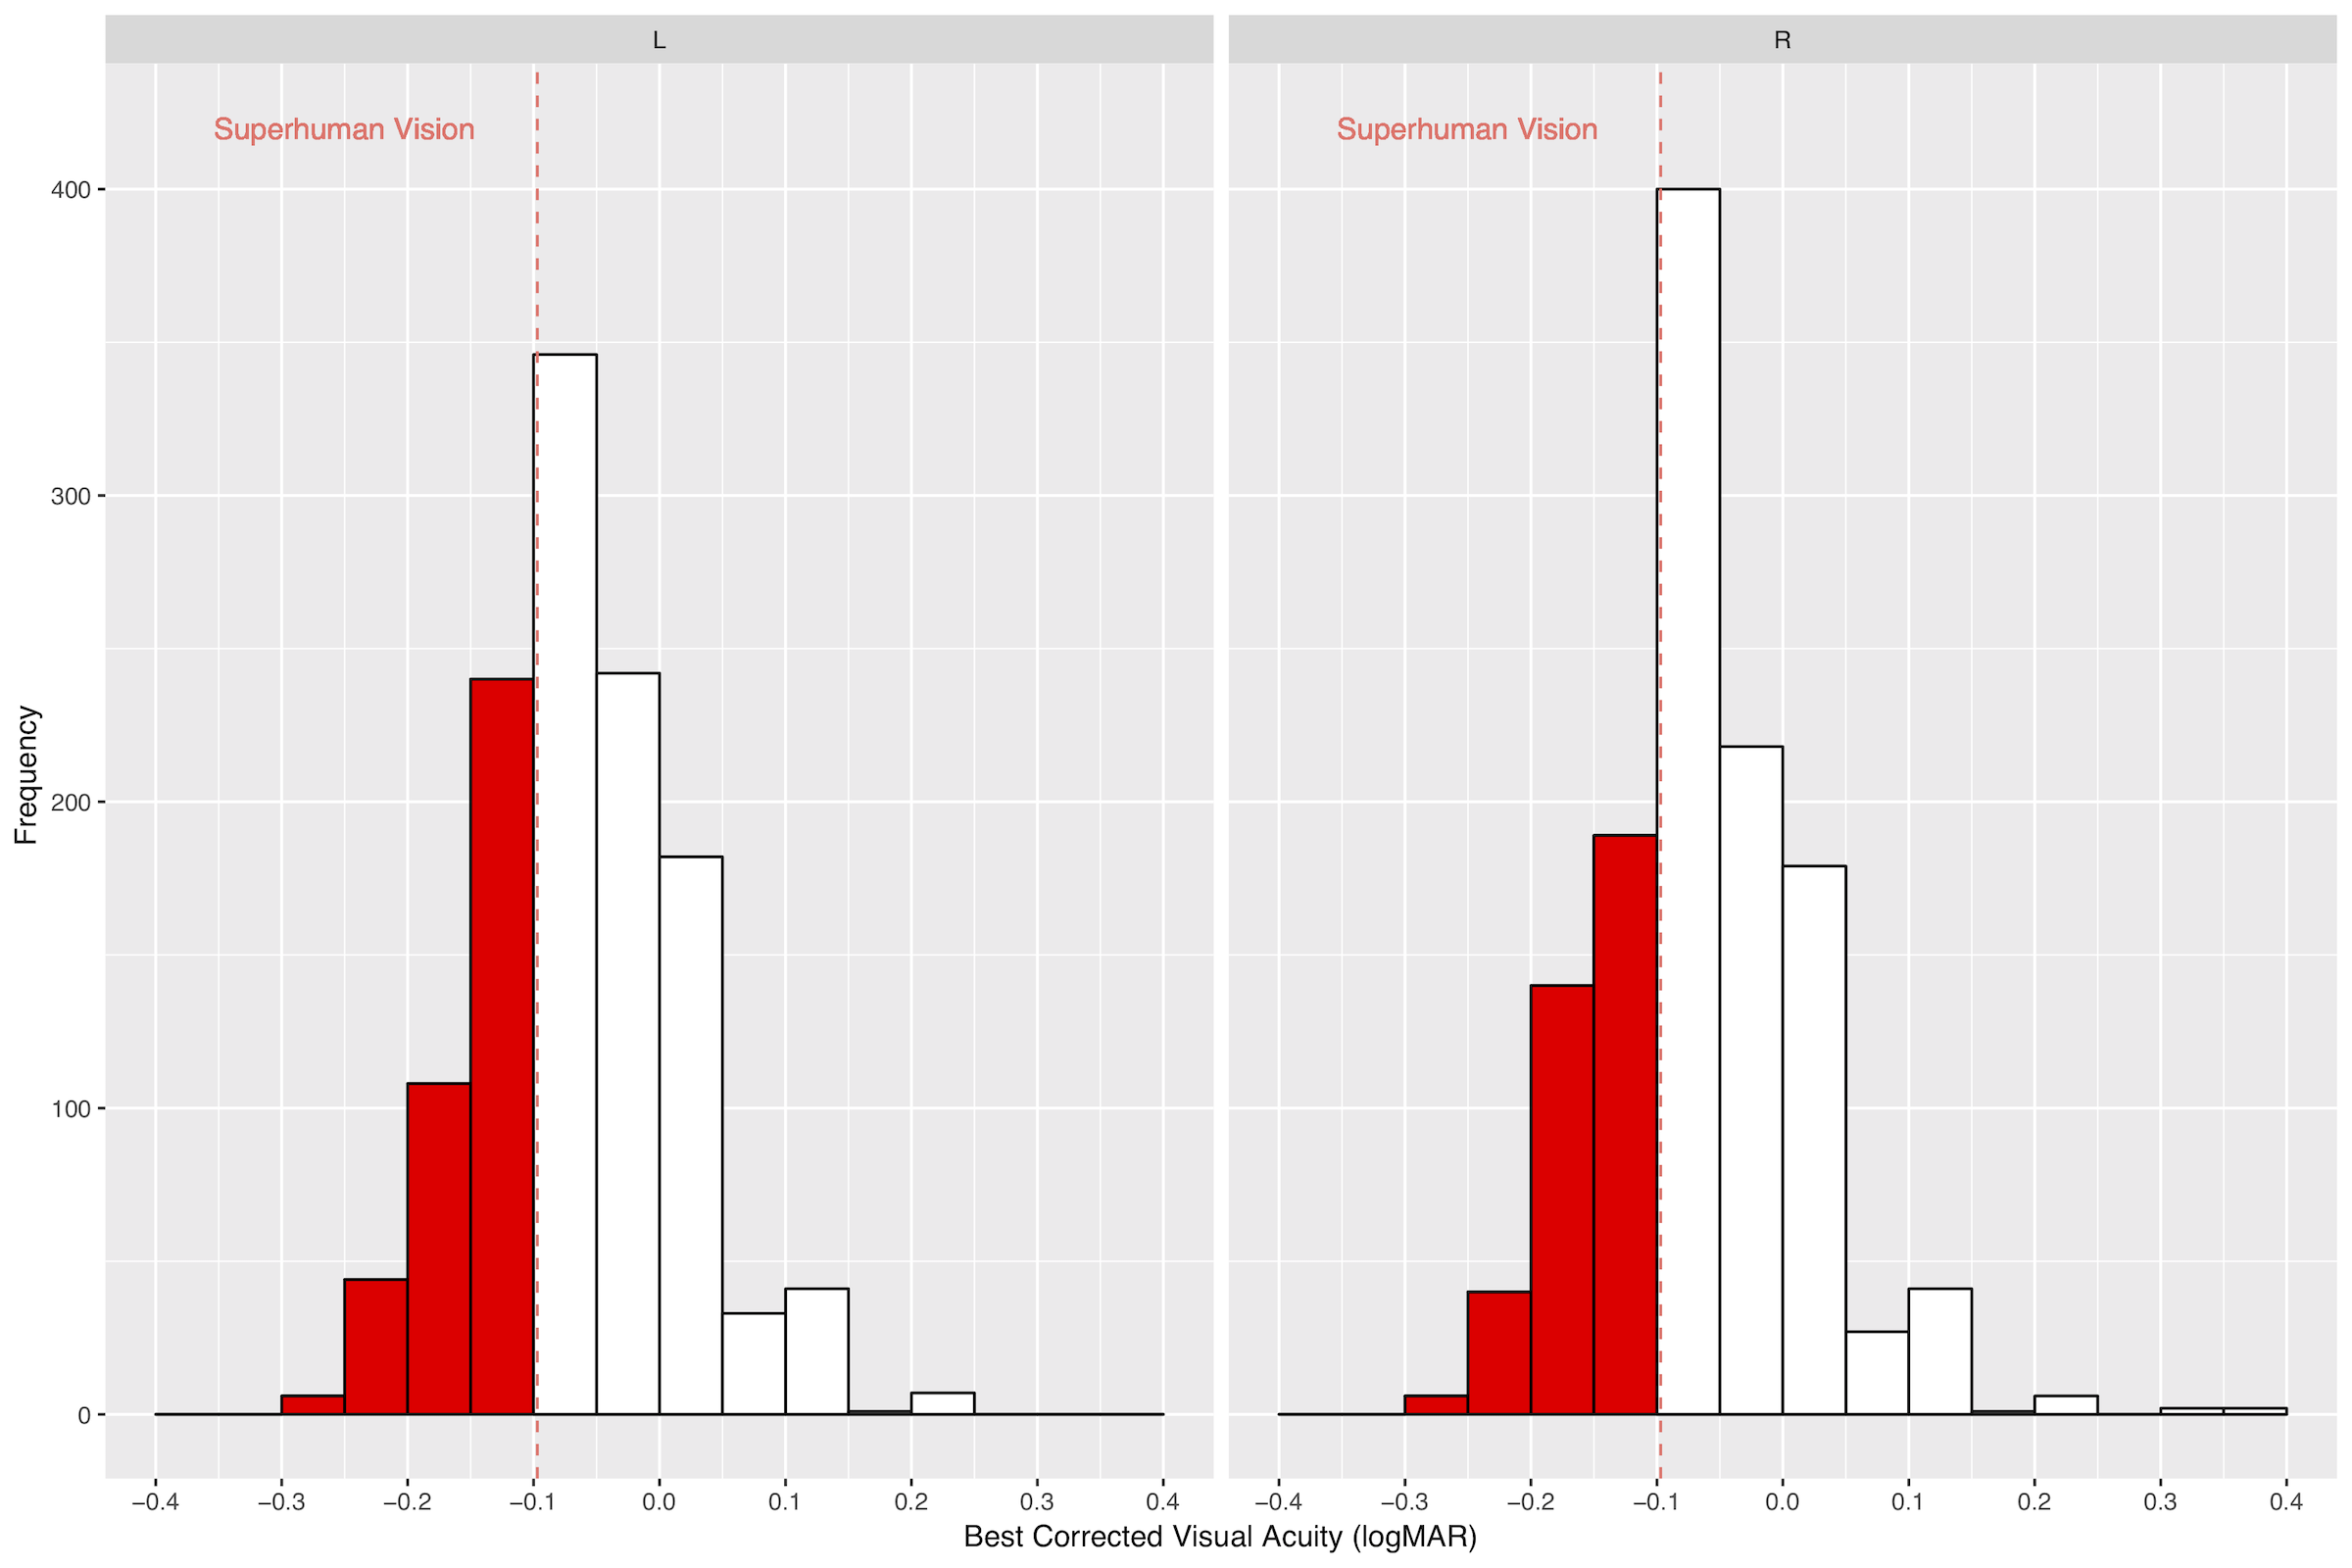 L
R
Superhuman Vision
Superhuman Vision
400
300
200
100
0
Frequency
−0.4 −0.3 −0.2 −0.1 0.0 0.1 0.2 0.3 0.4
−0.4 −0.3 −0.2 −0.1 0.0 0.1 0.2 0.3 0.4
Best Corrected Visual Acuity (logMAR)